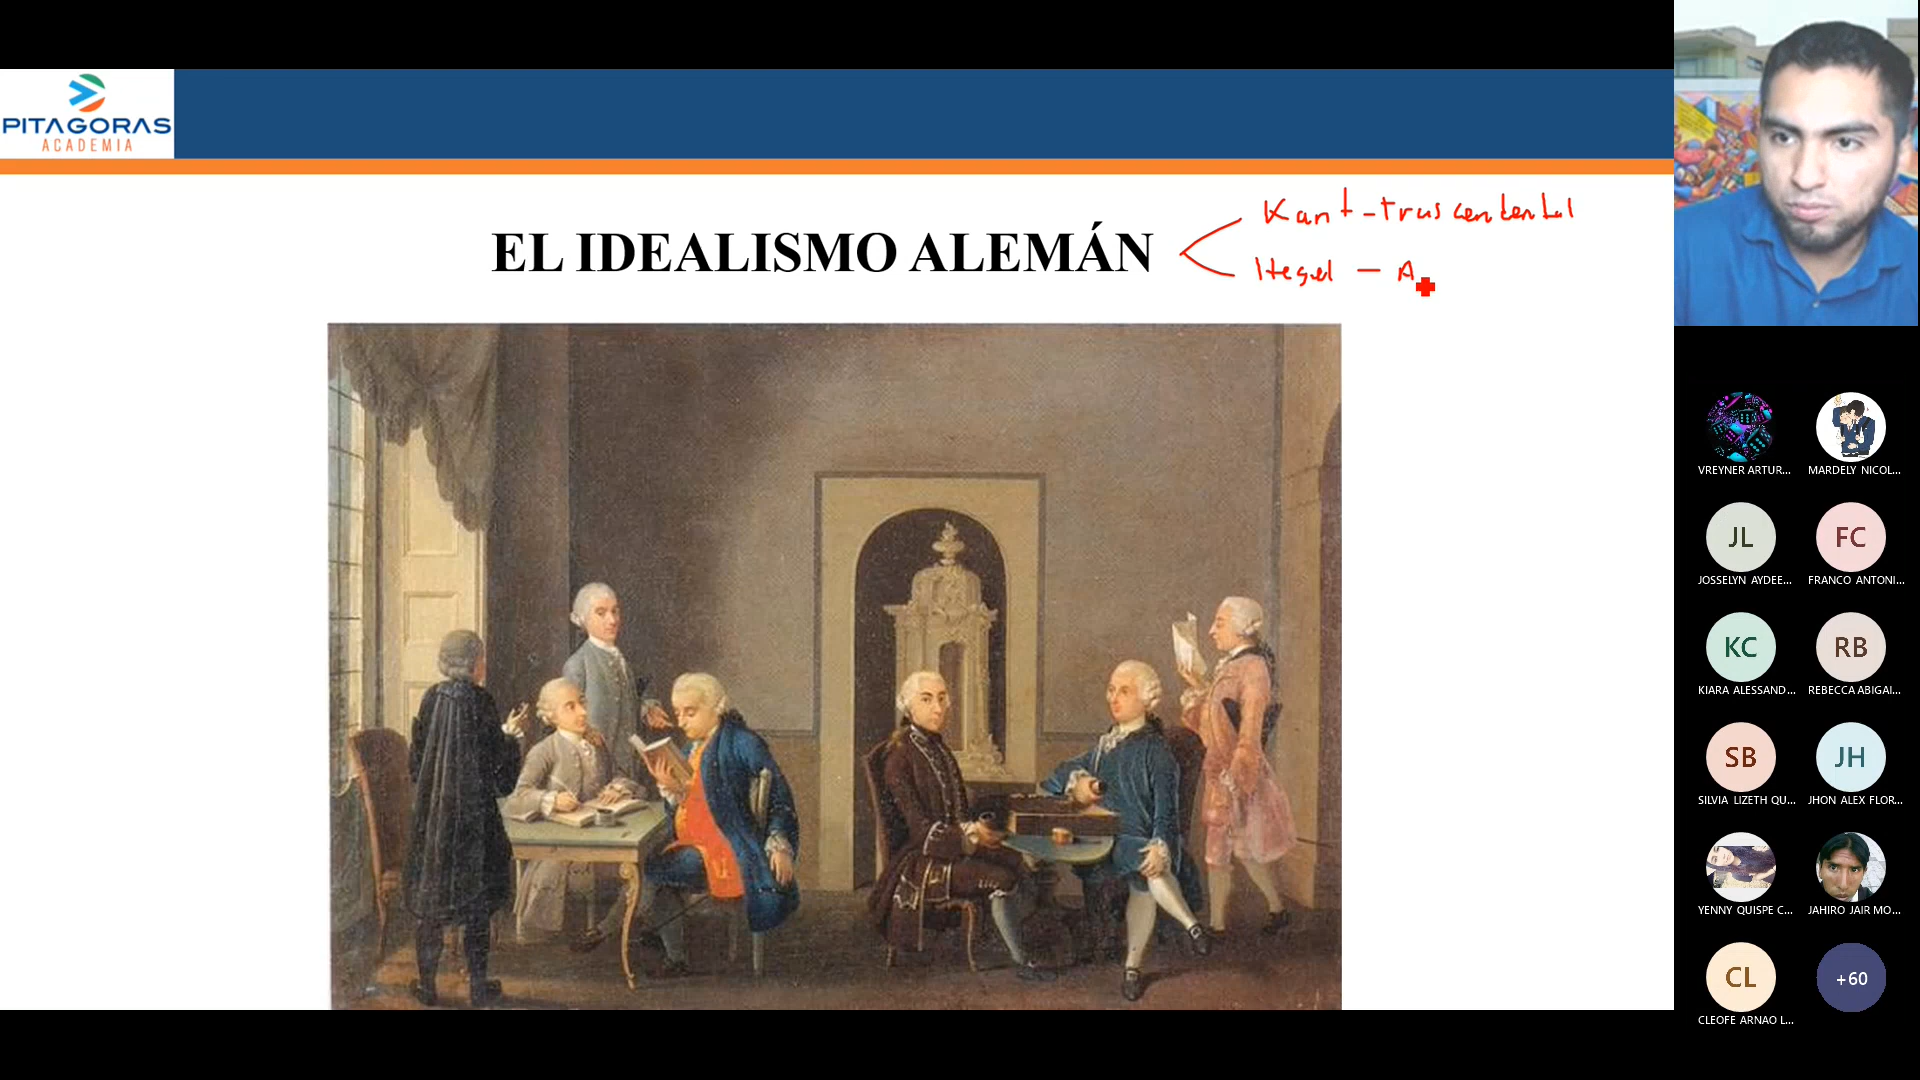 PITAGORAS
ACADEMIA
EL IDEALISMO ALEMÁN
Kant - trascendental
Hegel - A
VREYNER ARTUR...
MARDELY NICOL...
JL
FC
JOSSELYN AYDEE...
FRANCO ANTONI...
KC
RB
KIARA ALESSAND...
REBECCA ABIGAI...
SB
JH
SILVIA LIZETH QU...
JHON ALEX FLOR...
YENNY QUISPE C...
JAHIRO JAIR MO...
CL
+60
CLEOFE ARNAO L...